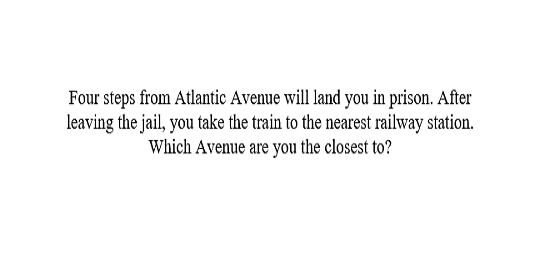 Four steps from Atlantic Avenue will land you in prison. After
leaving the jail, you take the train to the nearest railway station.
Which Avenue are you the closest to?